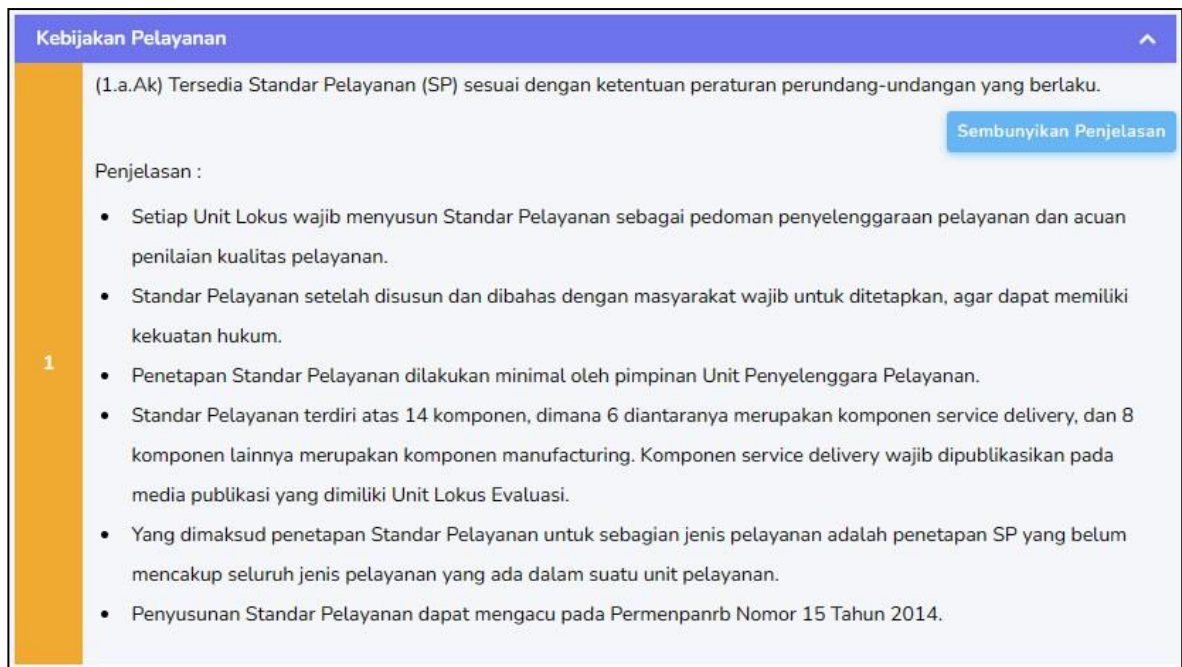 Kebijakan Pelayanan
(1.a.Ak) Tersedia Standar Pelayanan (SP) sesuai dengan ketentuan peraturan perundang-undangan yang berlaku.
Sembunyikan Penjelasan
Penjelasan :
• Setiap Unit Lokus wajib menyusun Standar Pelayanan sebagai pedoman penyelenggaraan pelayanan dan acuan
penilaian kualitas pelayanan.
• Standar Pelayanan setelah disusun dan dibahas dengan masyarakat wajib untuk ditetapkan, agar dapat memiliki
kekuatan hukum.
1
• Penetapan Standar Pelayanan dilakukan minimal oleh pimpinan Unit Penyelenggara Pelayanan.
• Standar Pelayanan terdiri atas 14 komponen, dimana 6 diantaranya merupakan komponen service delivery, dan 8
komponen lainnya merupakan komponen manufacturing. Komponen service delivery wajib dipublikasikan pada
media publikasi yang dimiliki Unit Lokus Evaluasi.
• Yang dimaksud penetapan Standar Pelayanan untuk sebagian jenis pelayanan adalah penetapan SP yang belum
mencakup seluruh jenis pelayanan yang ada dalam suatu unit pelayanan.
• Penyusunan Standar Pelayanan dapat mengacu pada Permenpanrb Nomor 15 Tahun 2014.